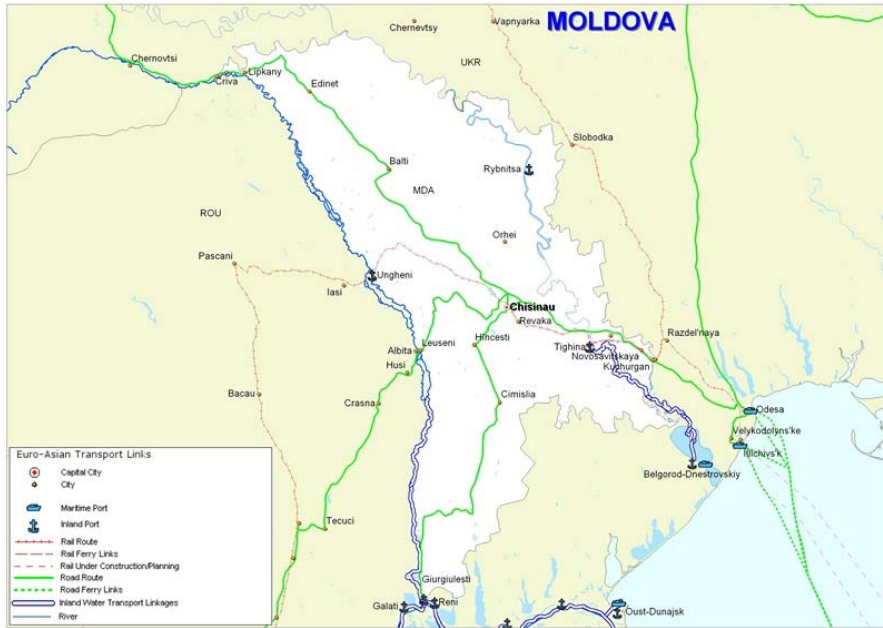 MOLDOVA
Chernevtsy
Vapnyarka
Chernovtsi
UKR
Criva
Lipkany
Edinet
Slobodka
Balti
Rybnitsa
MDA
ROU
Orhei
Pascani
Ungheni
Iasi
Chisinau
Revaka
Razdel'naya
Hincesti
Tighina
Novosavitskaya
Kuchurgan
Leuseni
Albita
Husi
Bacau
Crasna
Cimislia
Odesa
Velykodolyns'ke
Illichivs'k
Belgorod-Dnestrovskiy
Tecuci
Giurgiulesti
Galati
Reni
Oust-Dunajsk
Euro-Asian Transport Links
Capital City
City
Maritime Port
Inland Port
Rail Route
Rail Ferry Links
Rail Under Construction/Planning
Road Route
Road Ferry Links
Inland Water Transport Linkages
River